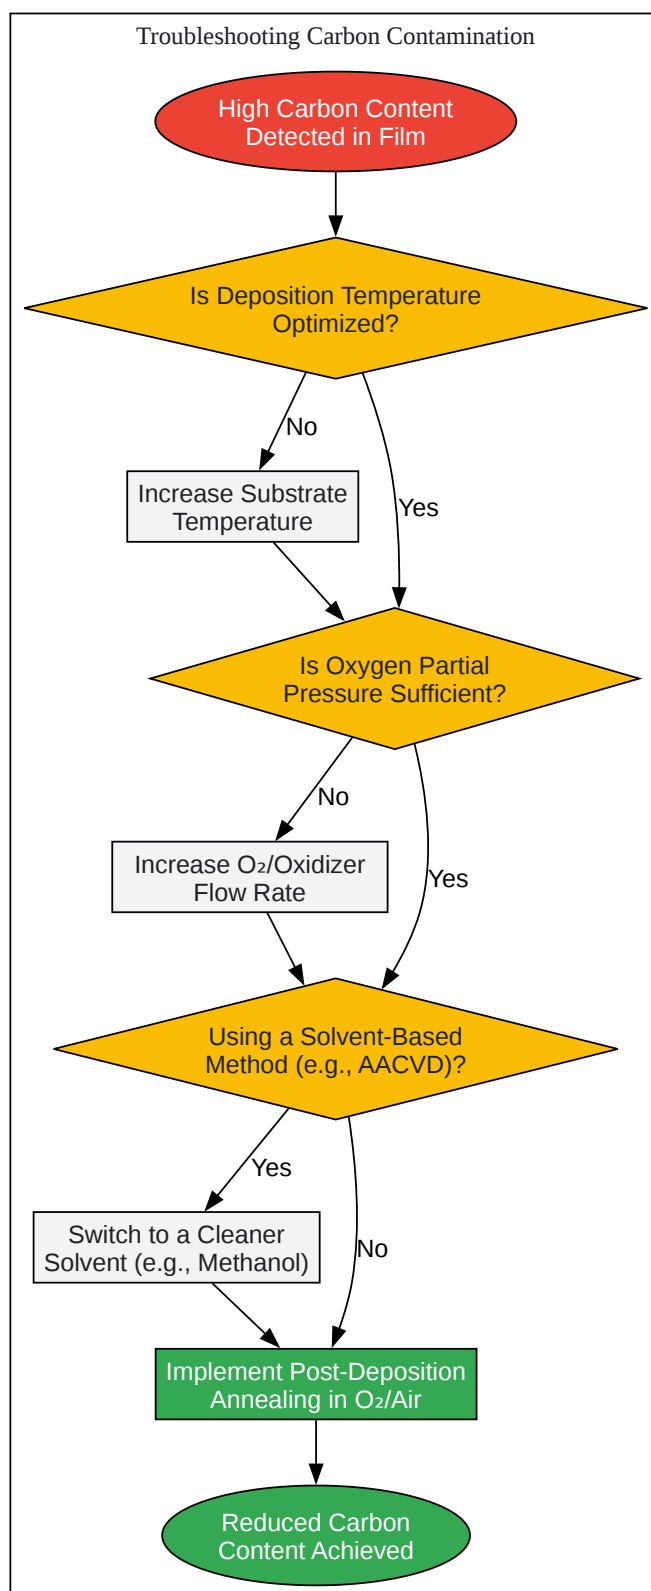 Troubleshooting Carbon Contamination
High Carbon Content
Detected in Film
Is Deposition Temperature
Optimized?
No
Yes
Increase Substrate
Temperature
Is Oxygen Partial
Pressure Sufficient?
No
Yes
Increase O₂/Oxidizer
Flow Rate
Using a Solvent-Based
Method (e.g., AACVD)?
Yes
No
Switch to a Cleaner
Solvent (e.g., Methanol)
Implement Post-Deposition
Annealing in O₂/Air
Reduced Carbon
Content Achieved